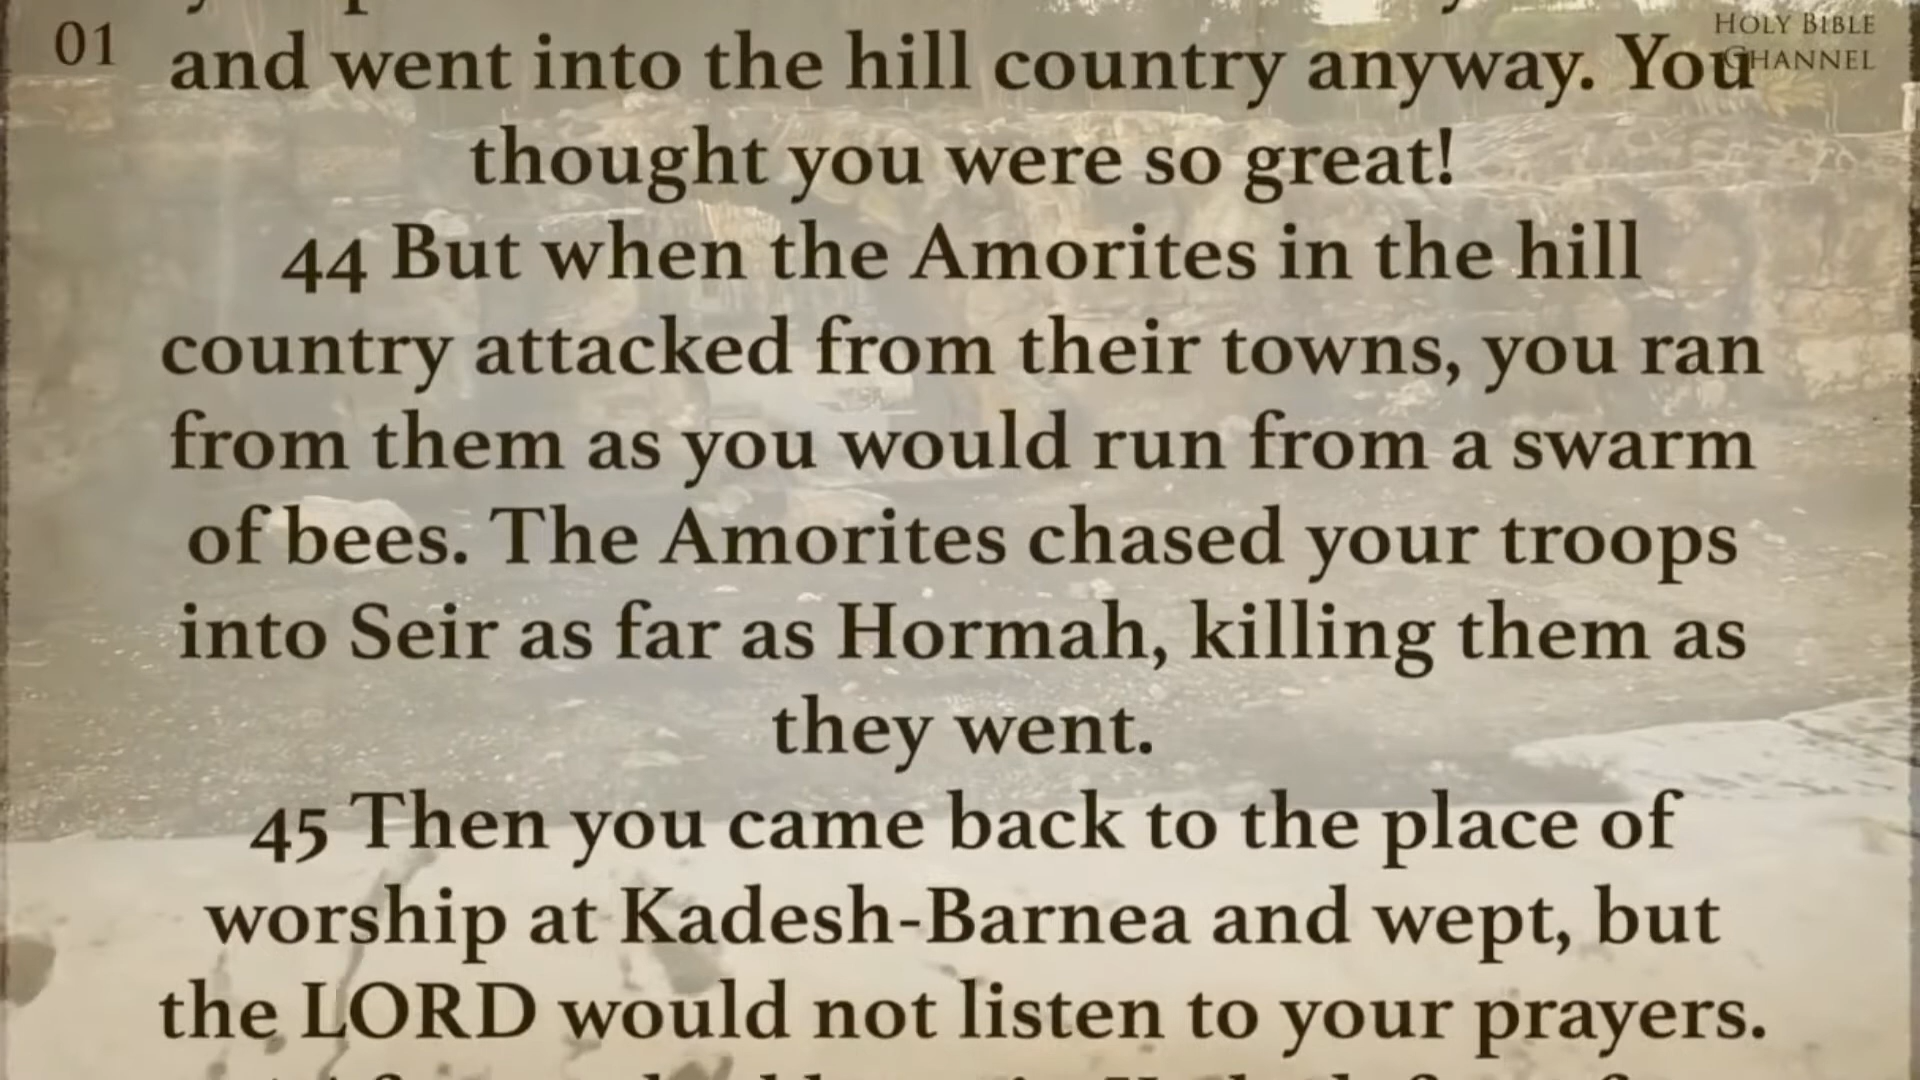 01
HOLY BIBLE
CHANNEL
and went into the hill country anyway. You
thought you were so great!
44 But when the Amorites in the hill
country attacked from their towns, you ran
from them as you would run from a swarm
of bees. The Amorites chased your troops
into Seir as far as Hormah, killing them as
they went.
45 Then you came back to the place of
worship at Kadesh-Barnea and wept, but
the LORD would not listen to your prayers.